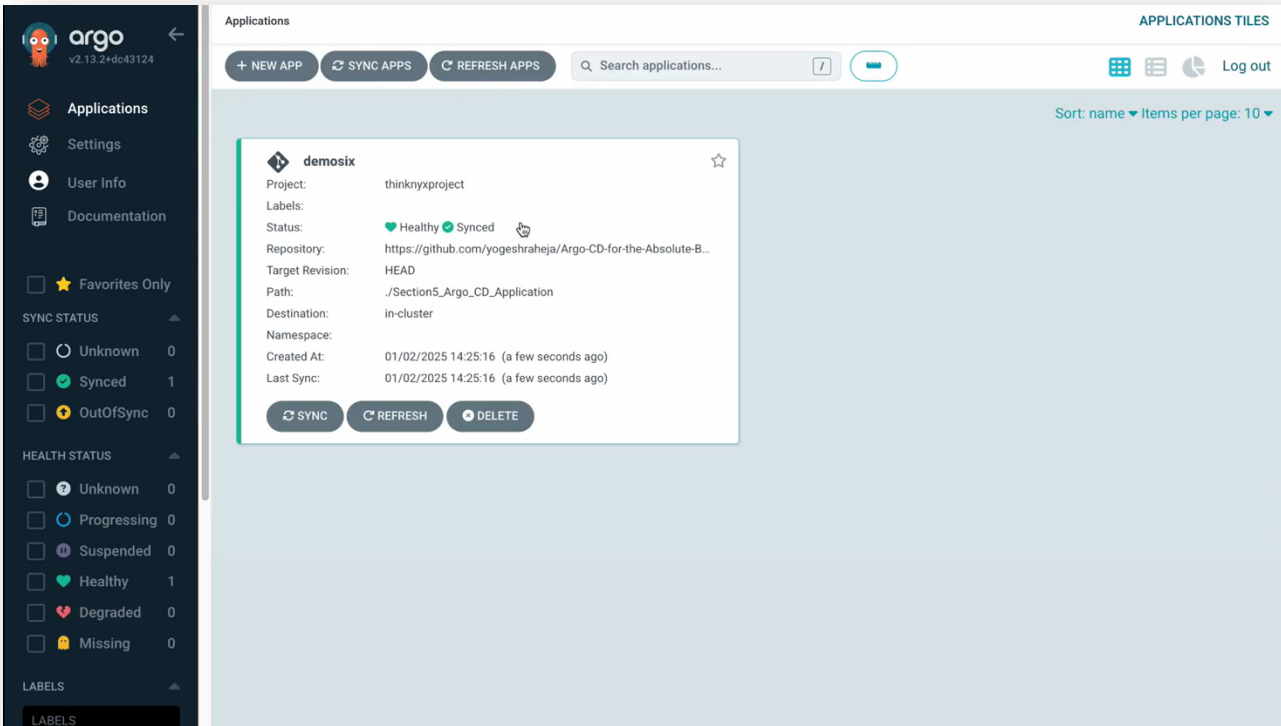 argo
v2.13.2+dc43124
Applications
Settings
User Info
Documentation
Favorites Only
SYNC STATUS
Unknown 0
Synced 1
OutOfSync 0
HEALTH STATUS
Unknown 0
Progressing 0
Suspended 0
Healthy 1
Degraded 0
Missing 0
LABELS
LABELS
Applications
APPLICATIONS TILES
+ NEW APP
SYNC APPS
REFRESH APPS
Search applications...
/
Log out
Sort: name Items per page: 10
demosix
Project: thinknyxproject
Labels:
Status: Healthy Synced
Repository: https://github.com/yogeshraheja/Argo-CD-for-the-Absolute-B...
Target Revision: HEAD
Path: ./Section5_Argo_CD_Application
Destination: in-cluster
Namespace:
Created At: 01/02/2025 14:25:16 (a few seconds ago)
Last Sync: 01/02/2025 14:25:16 (a few seconds ago)
SYNC
REFRESH
DELETE